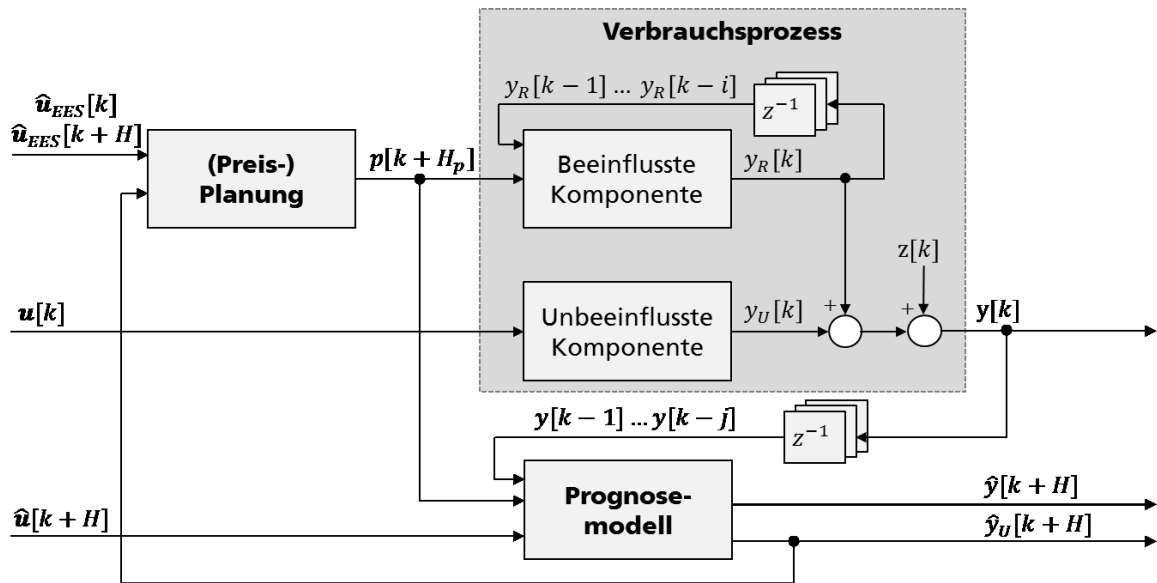 Verbrauchsprozess
y_R[k − 1] … y_R[k − i]
z⁻¹
û_EES[k]
û_EES[k + H]
(Preis-)
Planung
p[k + H_p]
Beeinflusste
Komponente
y_R[k]
z[k]
u[k]
Unbeeinflusste
Komponente
y_U[k]
+
+
y[k]
y[k − 1] … y[k − j]
z⁻¹
û[k + H]
Prognose-
modell
ŷ[k + H]
ŷ_U[k + H]